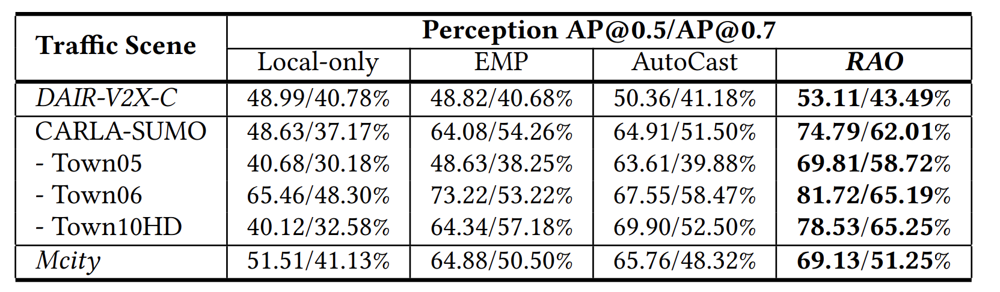 Traffic Scene Perception AP@0.5/AP@0.7
Local-only EMP AutoCast RAO
DAIR-V2X-C 48.99/40.78% 48.82/40.68% 50.36/41.18% 53.11/43.49%
CARLA-SUMO 48.63/37.17% 64.08/54.26% 64.91/51.50% 74.79/62.01%
- Town05 40.68/30.18% 48.63/38.25% 63.61/39.88% 69.81/58.72%
- Town06 65.46/48.30% 73.22/53.22% 67.55/58.47% 81.72/65.19%
- Town10HD 40.12/32.58% 64.34/57.18% 69.90/52.50% 78.53/65.25%
Mcity 51.51/41.13% 64.88/50.50% 65.76/48.32% 69.13/51.25%